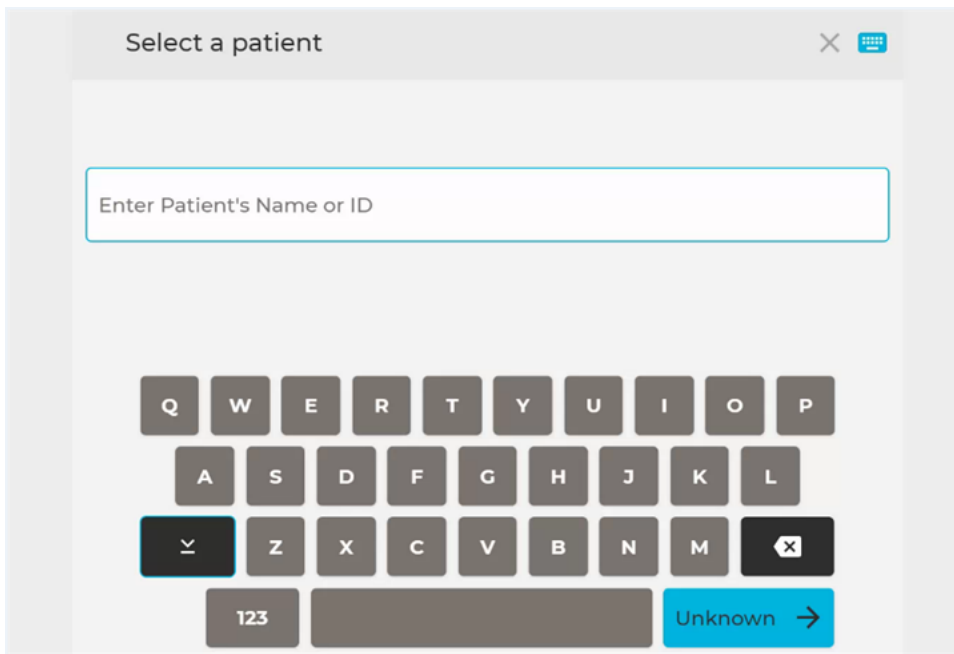 Select a patient
Enter Patient's Name or ID
Q W E R T Y U I O P
A S D F G H J K L
Z X C V B N M
123 Unknown